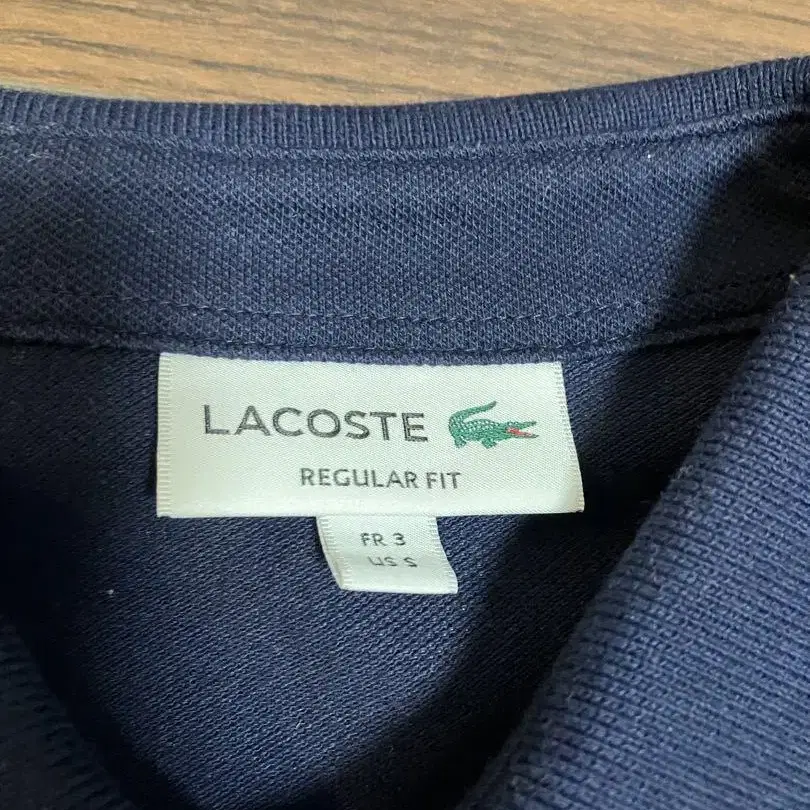 LACOSTE
REGULAR FIT
FR 3
US S